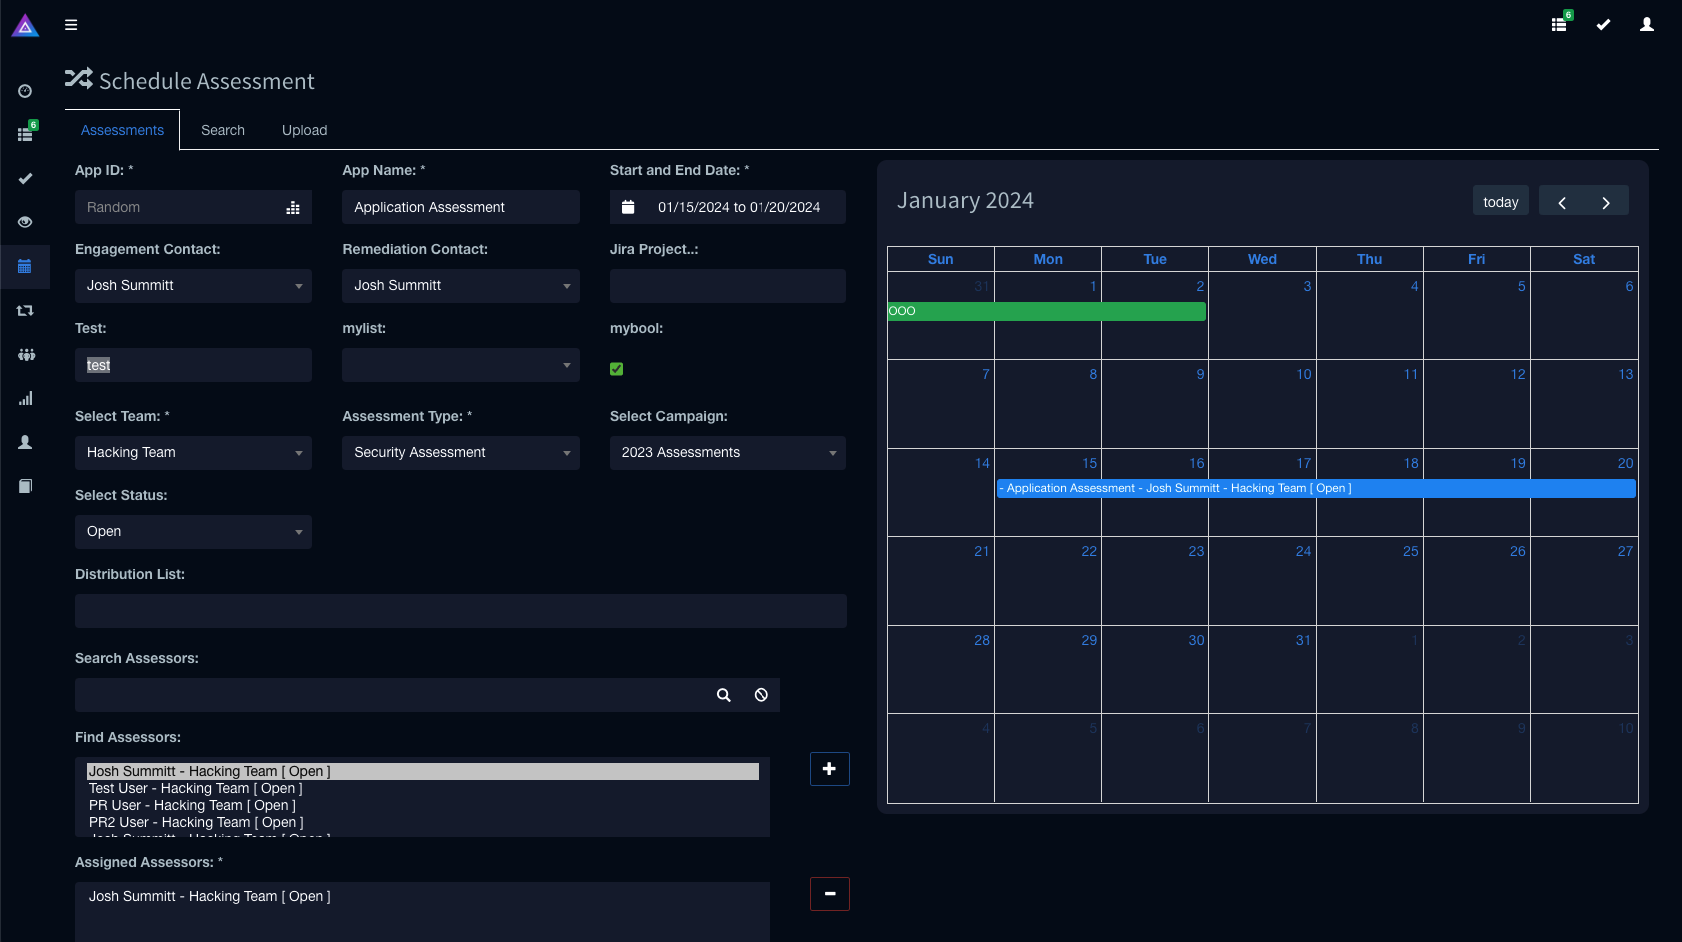 6
Schedule Assessment
6
Assessments Search Upload
App ID: * App Name: * Start and End Date: *
Random Application Assessment 01/15/2024 to 01/20/2024
Engagement Contact: Remediation Contact: Jira Project..:
Josh Summitt Josh Summitt
Test: mylist: mybool:
test
Select Team: * Assessment Type: * Select Campaign:
Hacking Team Security Assessment 2023 Assessments
Select Status:
Open
Distribution List:
Search Assessors:
Find Assessors:
Josh Summitt - Hacking Team [ Open ]
Test User - Hacking Team [ Open ]
PR User - Hacking Team [ Open ]
PR2 User - Hacking Team [ Open ]
Josh Summitt - Hacking Team [ Open ]
Assigned Assessors: *
Josh Summitt - Hacking Team [ Open ]
January 2024 today
Sun Mon Tue Wed Thu Fri Sat
31 1 2 3 4 5 6
OOO
7 8 9 10 11 12 13
14 15 16 17 18 19 20
- Application Assessment - Josh Summitt - Hacking Team [ Open ]
21 22 23 24 25 26 27
28 29 30 31 1 2 3
4 5 6 7 8 9 10